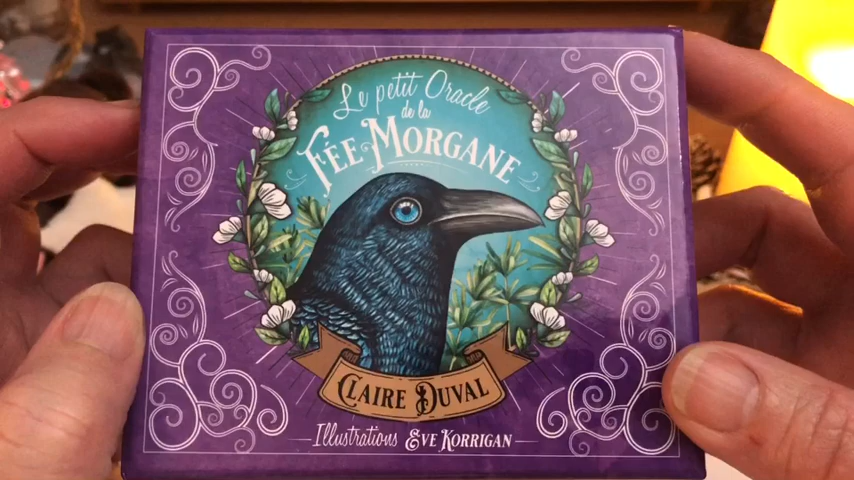 Le petit Oracle
de la
FÉE MORGANE
CLAIRE DUVAL
Illustrations EVE KORRIGAN